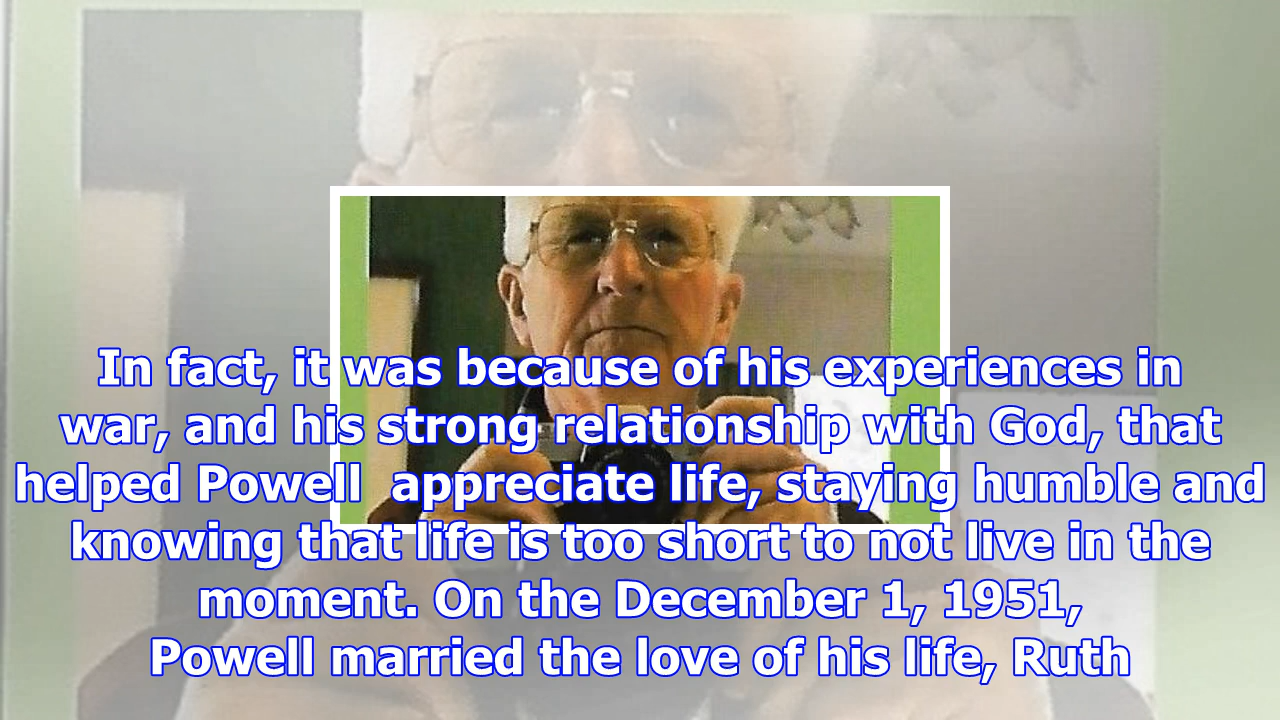 In fact, it was because of his experiences in
war, and his strong relationship with God, that
helped Powell  appreciate life, staying humble and
knowing that life is too short to not live in the
moment. On the December 1, 1951,
Powell married the love of his life, Ruth